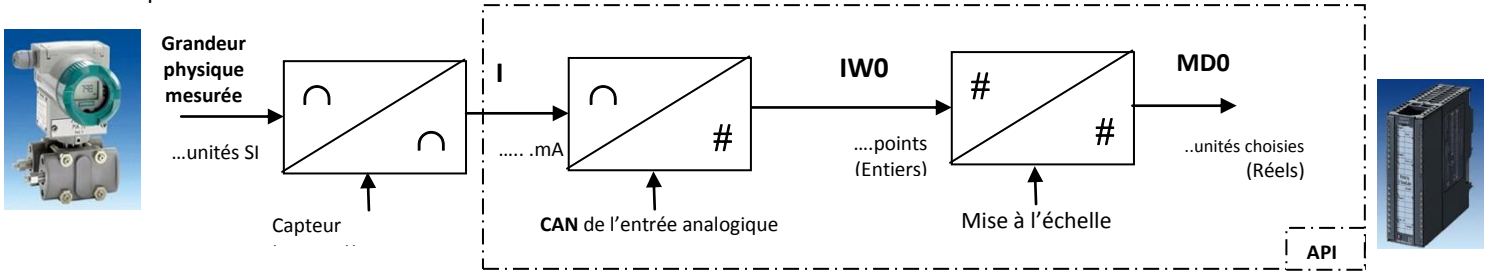 Grandeur
physique
mesurée
…unités SI
Capteur
I
..... .mA
CAN de l’entrée analogique
IW0
....points
(Entiers)
#
#
#
Mise à l’échelle
MD0
..unités choisies
(Réels)
API